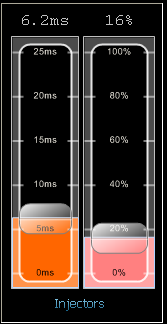 6.2ms 16%
25ms 100%
20ms 80%
15ms 60%
10ms 40%
5ms 20%
0ms 0%
Injectors